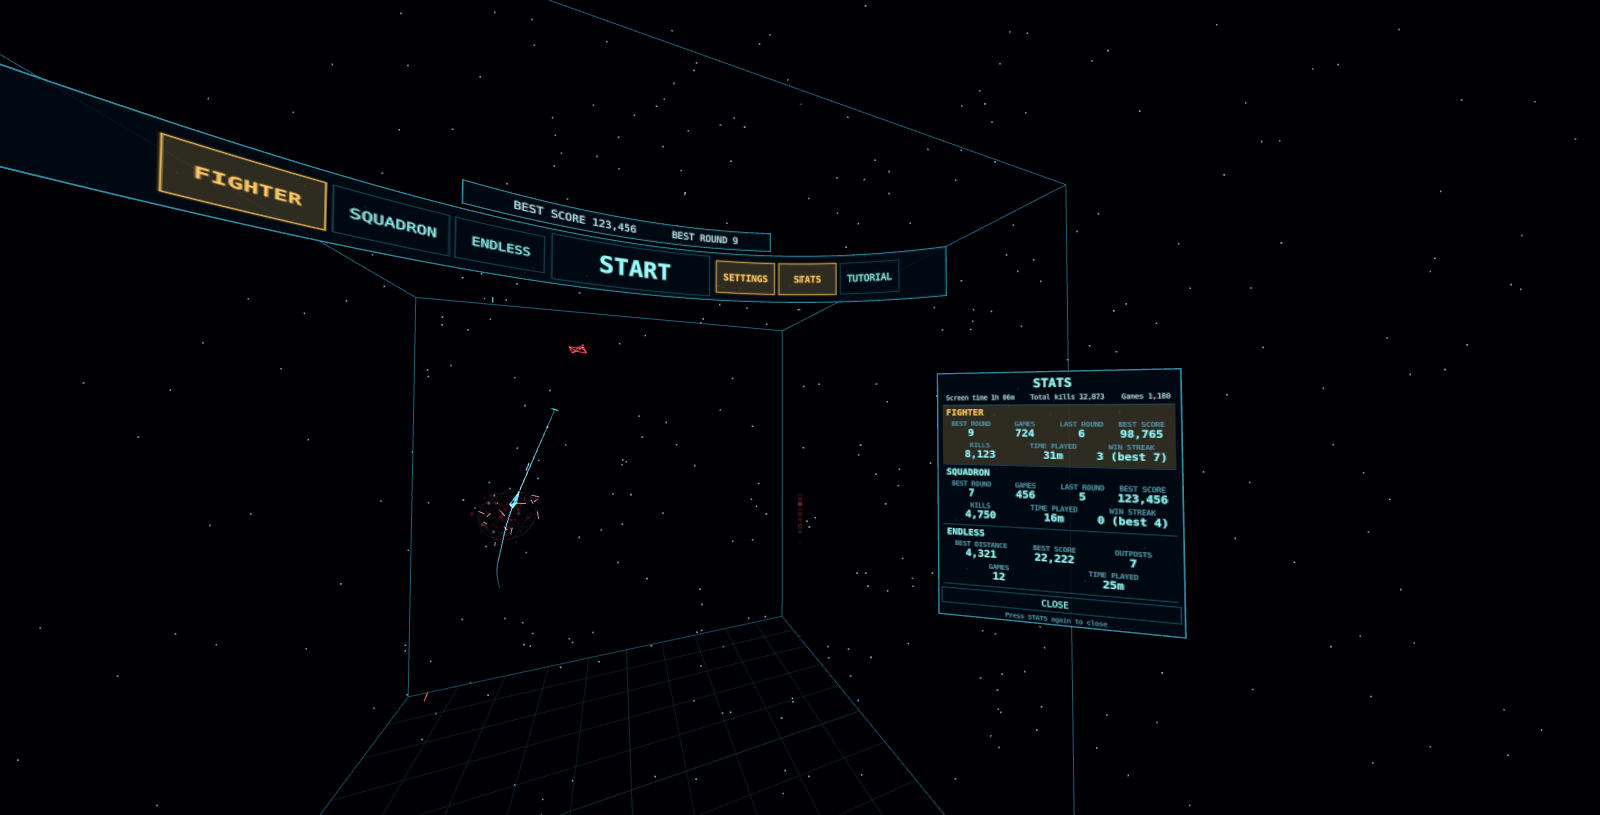 BEST SCORE 123,456 BEST ROUND 9
FIGHTER SQUADRON ENDLESS START SETTINGS STATS TUTORIAL
STATS
Screen time 1h 06m Total kills 12,873 Games 1,180
FIGHTER
BEST ROUND GAMES LAST ROUND BEST SCORE
9 724 6 98,765
KILLS TIME PLAYED WIN STREAK
8,123 31m 3 (best 7)
SQUADRON
BEST ROUND GAMES LAST ROUND BEST SCORE
7 456 5 123,456
KILLS TIME PLAYED WIN STREAK
4,750 16m 0 (best 4)
ENDLESS
BEST DISTANCE BEST SCORE OUTPOSTS
4,321 22,222 7
GAMES TIME PLAYED
12 25m
CLOSE
Press STATS again to close